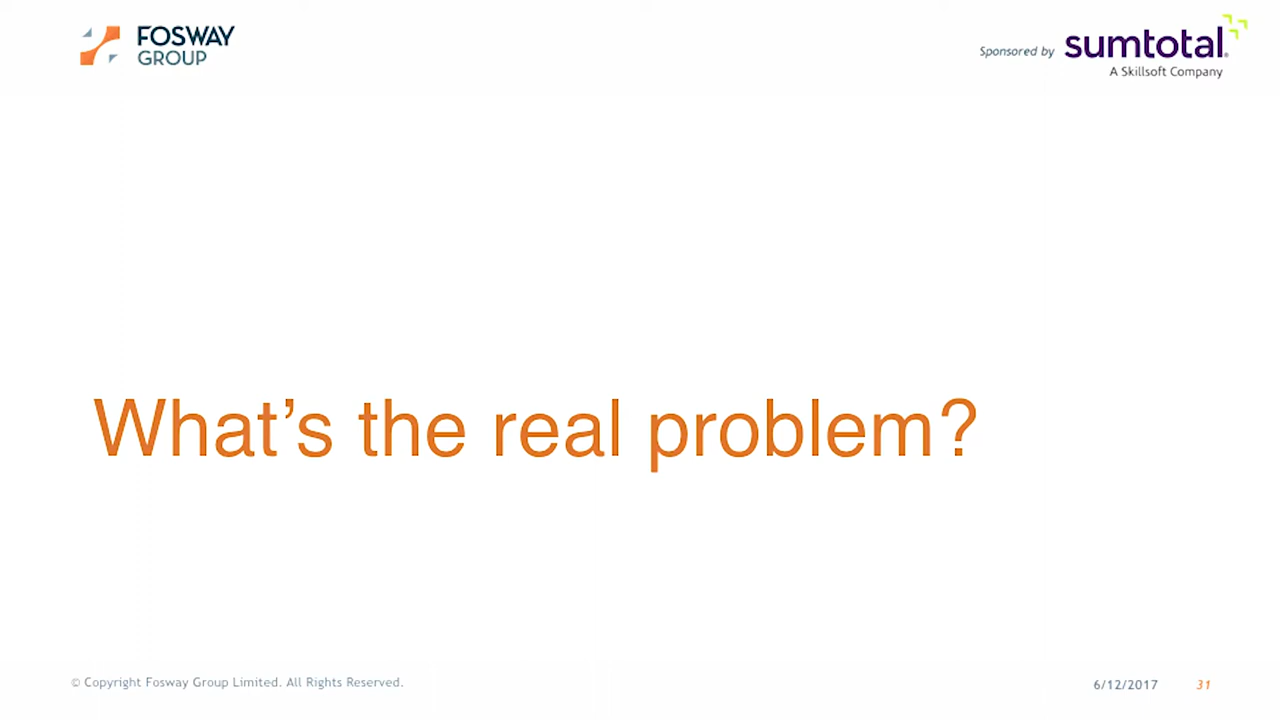 FOSWAY
GROUP
Sponsored by
sumtotal®
A Skillsoft Company
What’s the real problem?
© Copyright Fosway Group Limited. All Rights Reserved.
6/12/2017
31